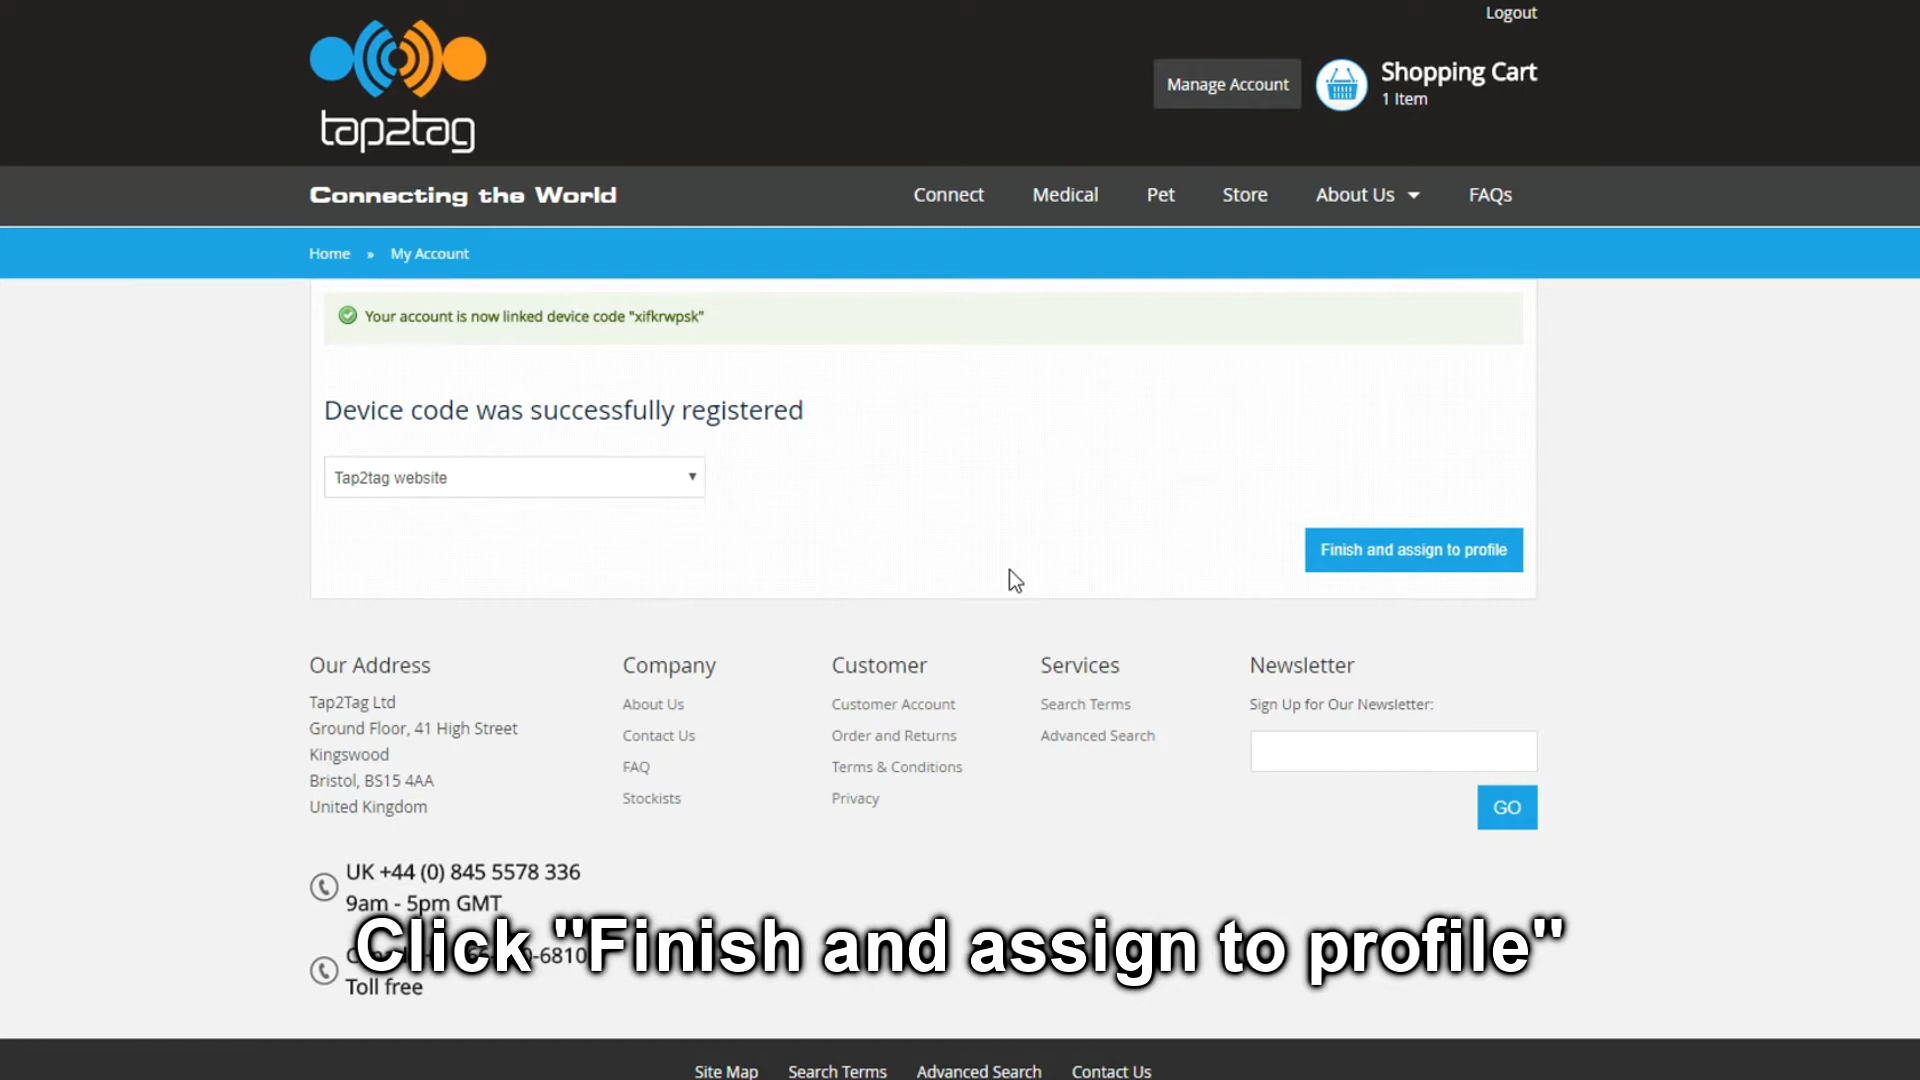 Logout
tap2tag
Manage Account
Shopping Cart
1 Item
Connecting the World
Connect Medical Pet Store About Us FAQs
Home » My Account
Your account is now linked device code "xifkrwpsk"
Device code was successfully registered
Tap2tag website
Finish and assign to profile
Our Address
Tap2Tag Ltd
Ground Floor, 41 High Street
Kingswood
Bristol, BS15 4AA
United Kingdom
Company
About Us
Contact Us
FAQ
Stockists
Customer
Customer Account
Order and Returns
Terms & Conditions
Privacy
Services
Search Terms
Advanced Search
Newsletter
Sign Up for Our Newsletter:
GO
UK +44 (0) 845 5578 336
9am - 5pm GMT
-6810
Toll free
Click "Finish and assign to profile"
Site Map Search Terms Advanced Search Contact Us